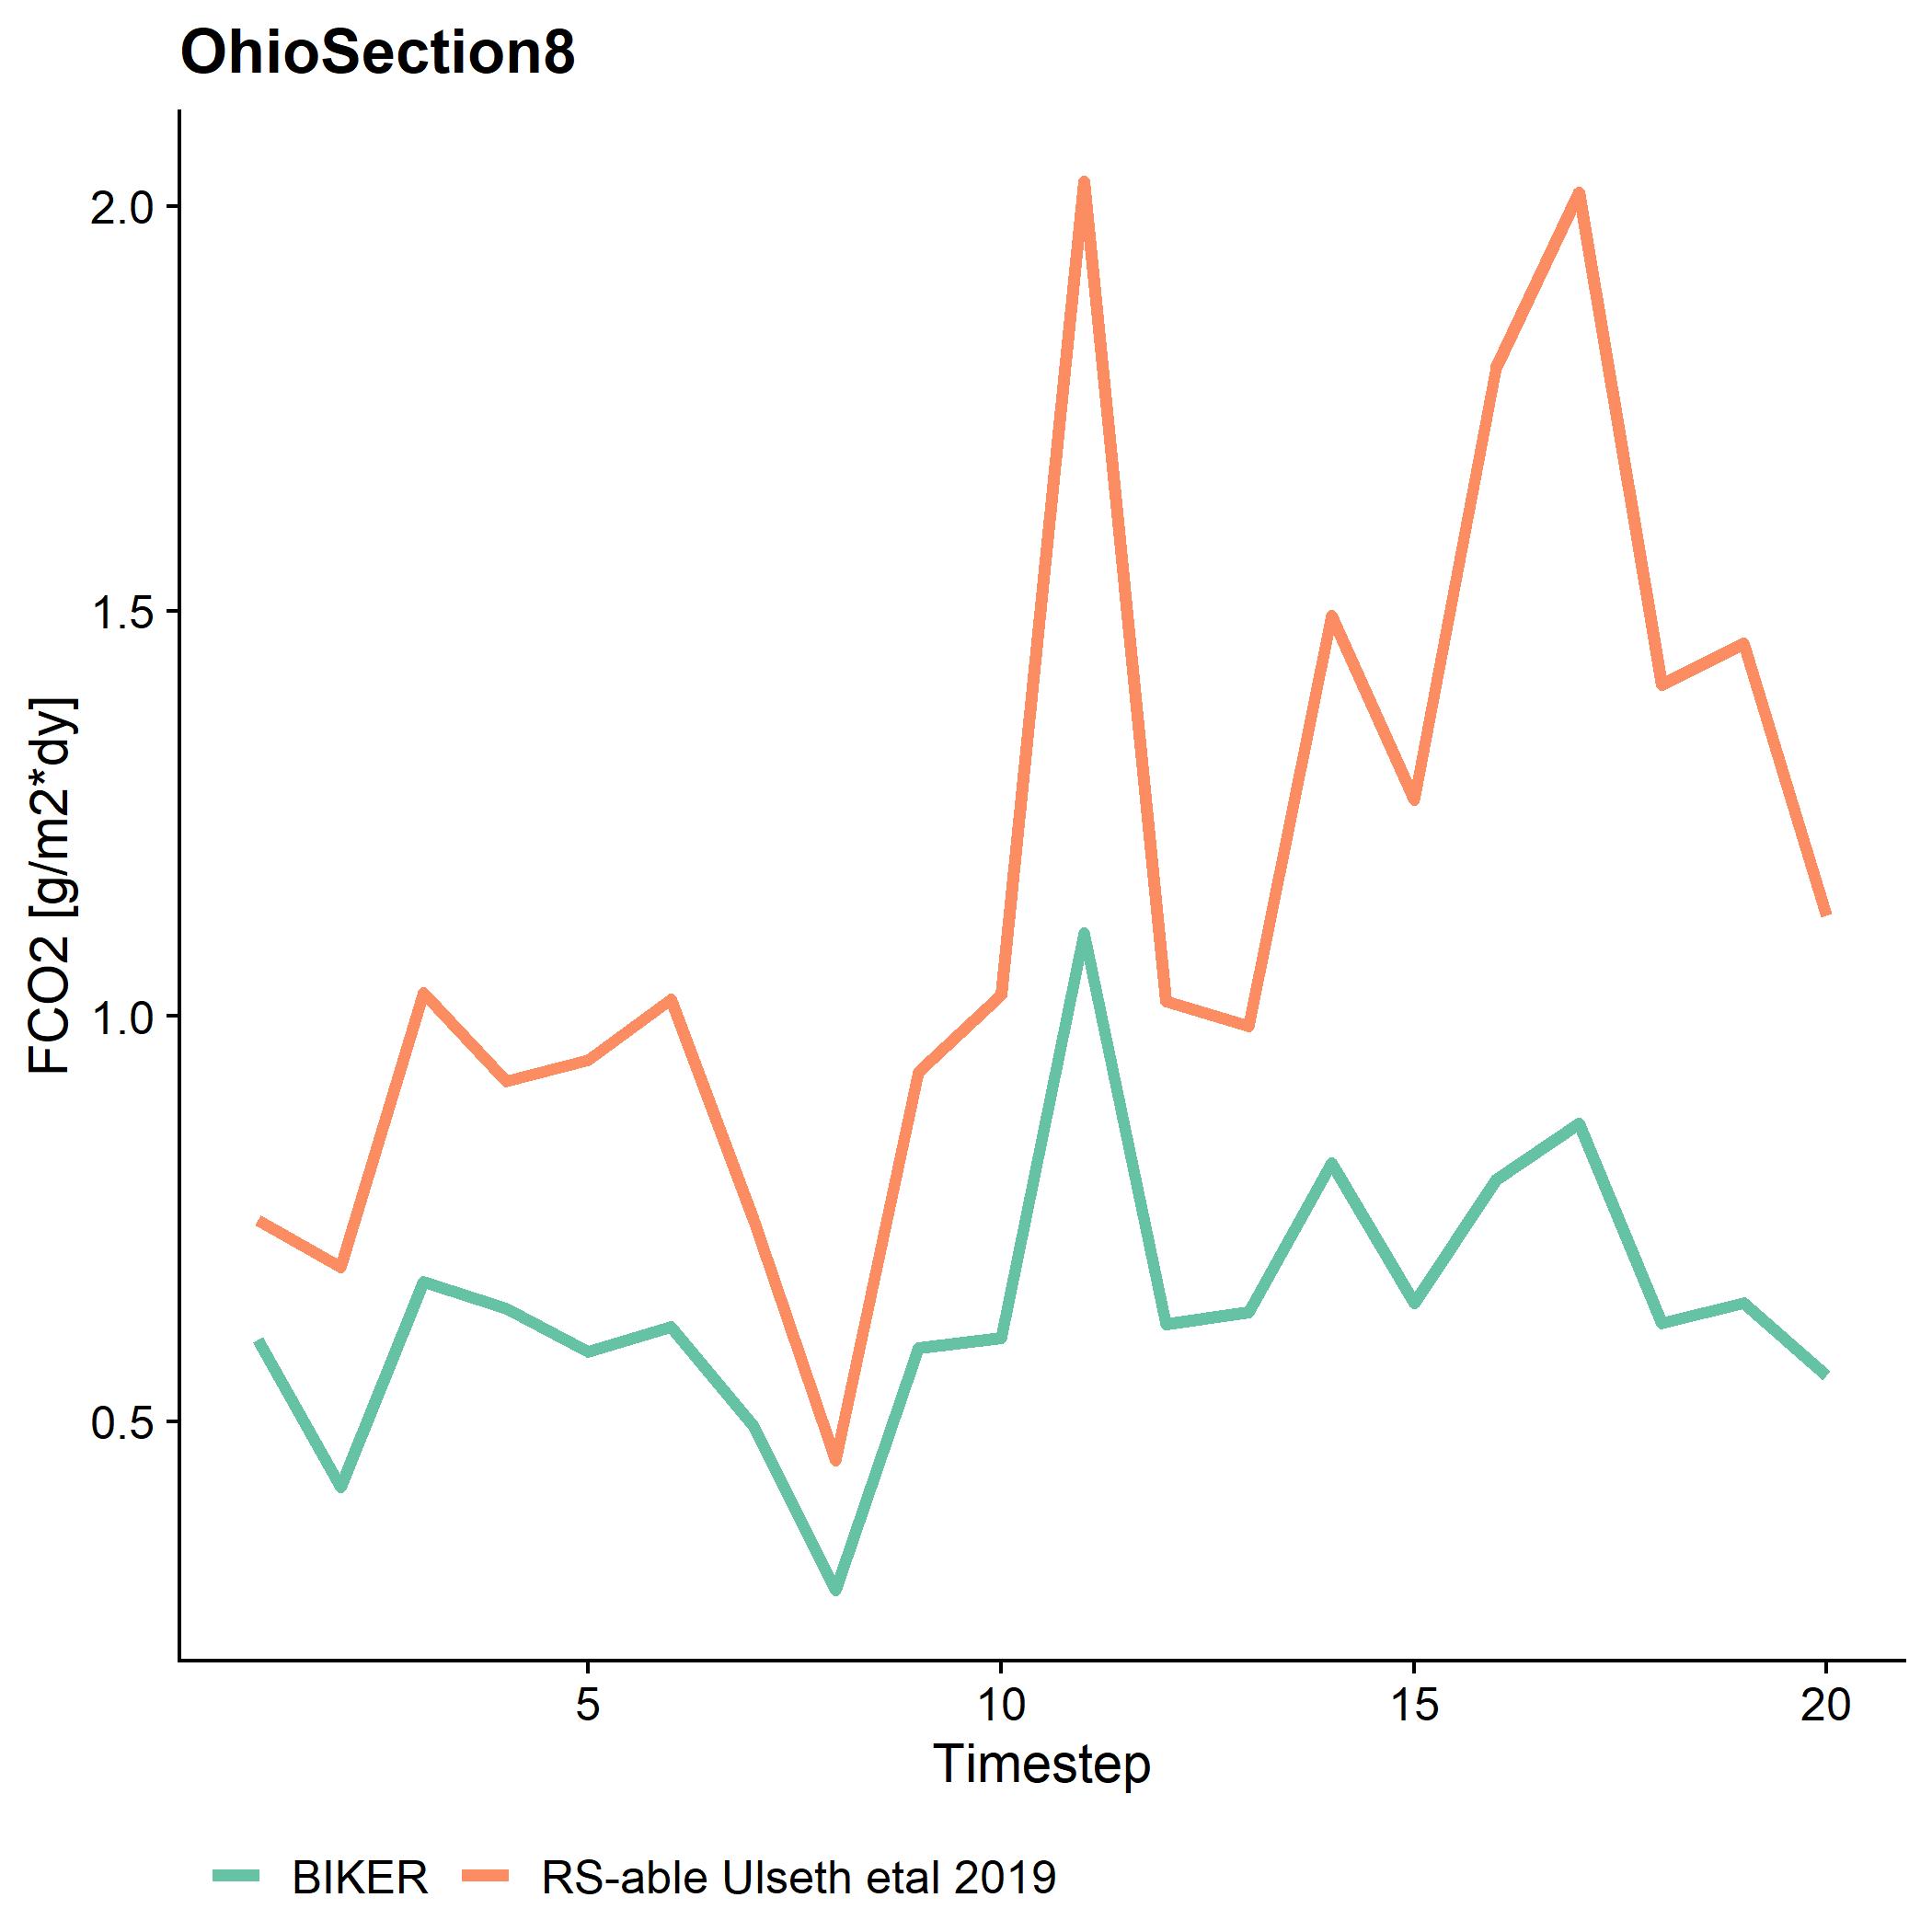 OhioSection8
2.0
1.5
1.0
0.5
FCO2 [g/m2*dy]
5 10 15 20
Timestep
BIKER RS-able Ulseth etal 2019